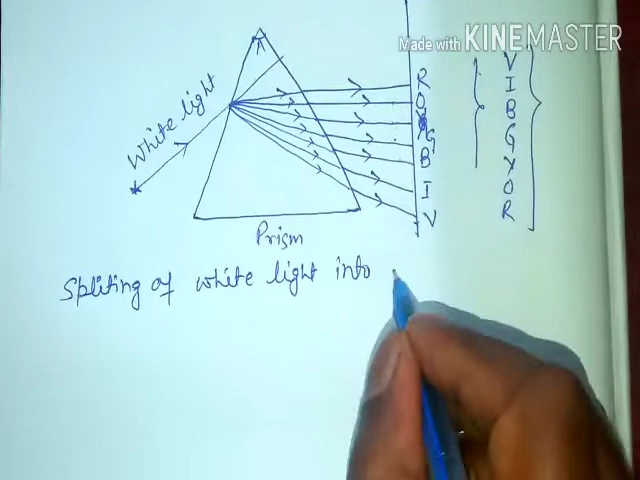 Made with KINEMASTER
A
White light
R
O
Y
G
B
I
V
V
I
B
G
Y
O
R
Prism
Spliting of white light into